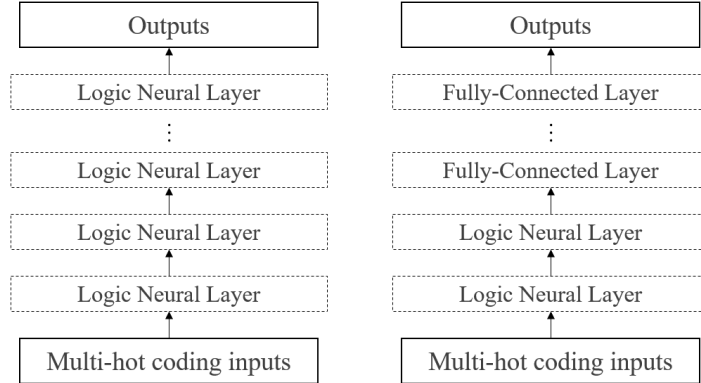 Outputs
Logic Neural Layer
⋮
Logic Neural Layer
Logic Neural Layer
Logic Neural Layer
Multi-hot coding inputs
Outputs
Fully-Connected Layer
⋮
Fully-Connected Layer
Logic Neural Layer
Logic Neural Layer
Multi-hot coding inputs